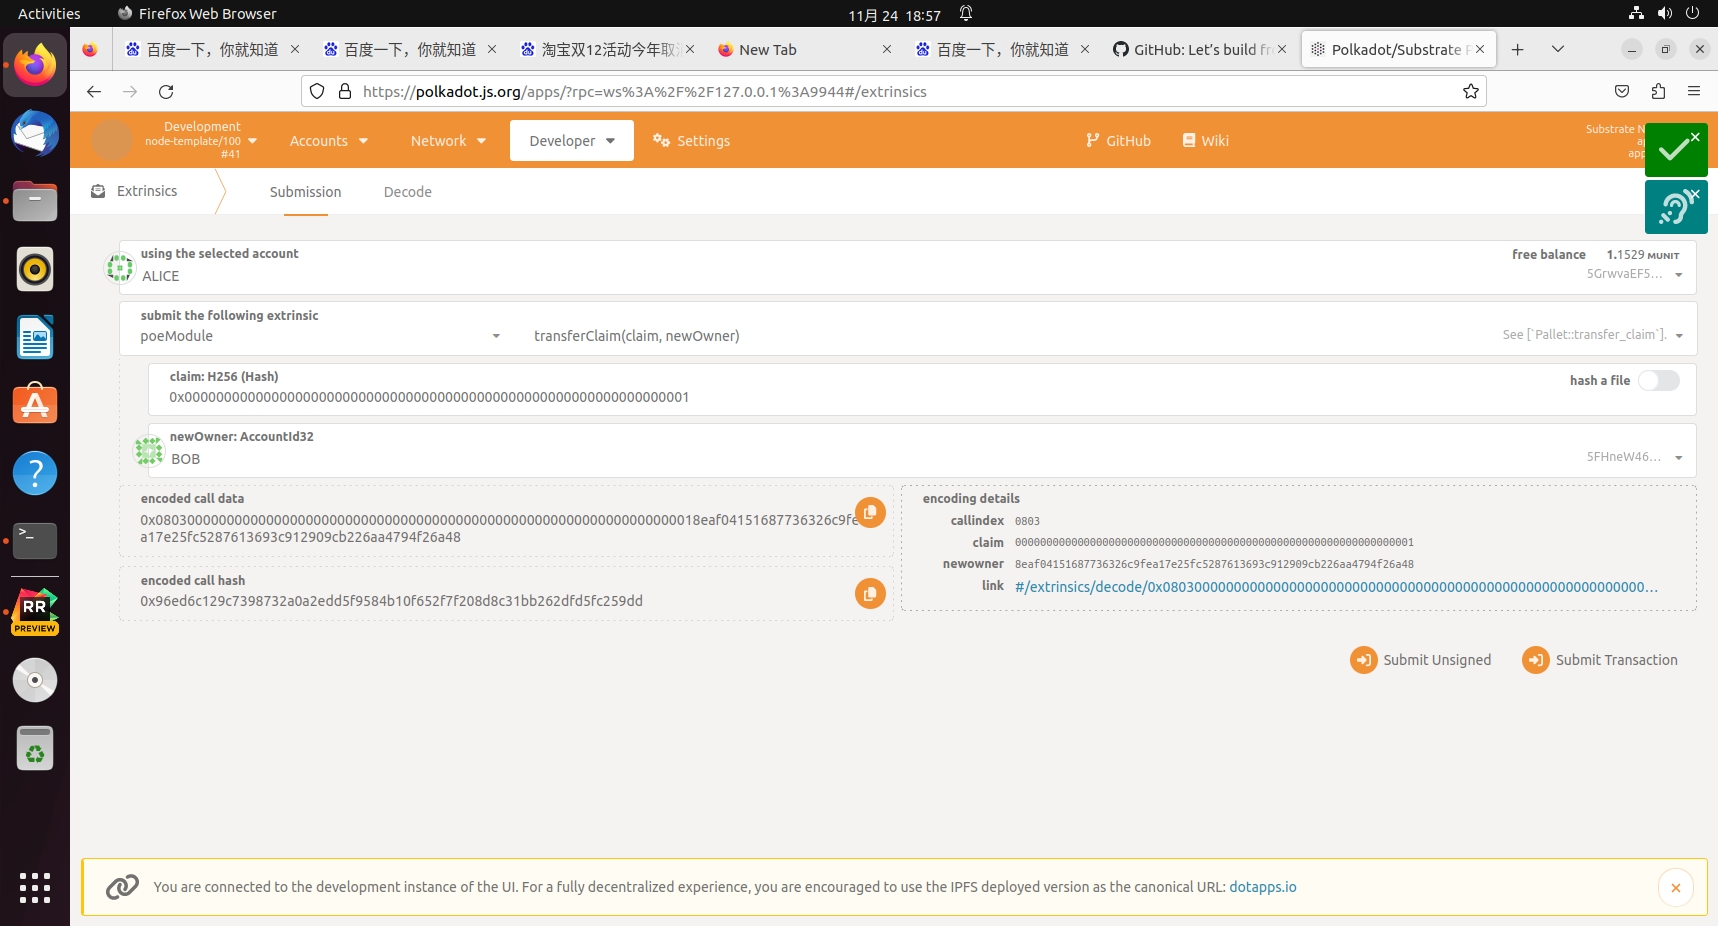 Activities
Firefox Web Browser
11月 24 18:57
百度一下，你就知道
百度一下，你就知道
淘宝双12活动今年取
New Tab
百度一下，你就知道
GitHub: Let's build fr
Polkadot/Substrate P
https://polkadot.js.org/apps/?rpc=ws%3A%2F%2F127.0.0.1%3A9944#/extrinsics
Development
node-template/100
#41
Accounts
Network
Developer
Settings
GitHub
Wiki
Substrate N
ap
app
Extrinsics
Submission
Decode
using the selected account
ALICE
free balance 1.1529 MUNIT
5GrwvaEF5...
submit the following extrinsic
poeModule
transferClaim(claim, newOwner)
See [`Pallet::transfer_claim`].
claim: H256 (Hash)
0x0000000000000000000000000000000000000000000000000000000000000001
hash a file
newOwner: AccountId32
BOB
5FHneW46...
encoded call data
0x080300000000000000000000000000000000000000000000000000000000000000018eaf04151687736326c9fe
a17e25fc5287613693c912909cb226aa4794f26a48
encoded call hash
0x96ed6c129c7398732a0a2edd5f9584b10f652f7f208d8c31bb262dfd5fc259dd
encoding details
callindex 0803
claim 0000000000000000000000000000000000000000000000000000000000000001
newowner 8eaf04151687736326c9fea17e25fc5287613693c912909cb226aa4794f26a48
link #/extrinsics/decode/0x0803000000000000000000000000000000000000000000000000000000000...
Submit Unsigned
Submit Transaction
RR
PREVIEW
You are connected to the development instance of the UI. For a fully decentralized experience, you are encouraged to use the IPFS deployed version as the canonical URL: dotapps.io